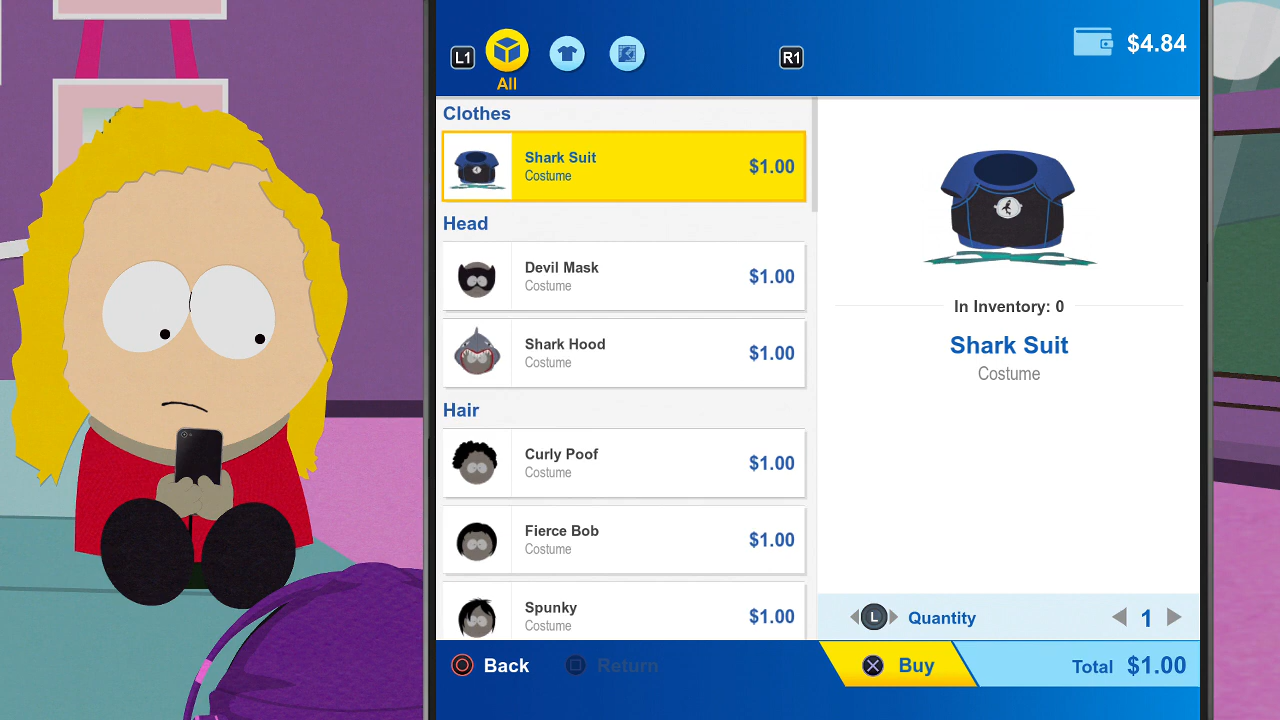 L1
R1
All
$4.84
Clothes
Shark Suit
Costume
$1.00
Head
Devil Mask
Costume
$1.00
Shark Hood
Costume
$1.00
Hair
Curly Poof
Costume
$1.00
Fierce Bob
Costume
$1.00
Spunky
Costume
$1.00
In Inventory: 0
Shark Suit
Costume
L
Quantity
1
Back
Return
Buy
Total $1.00